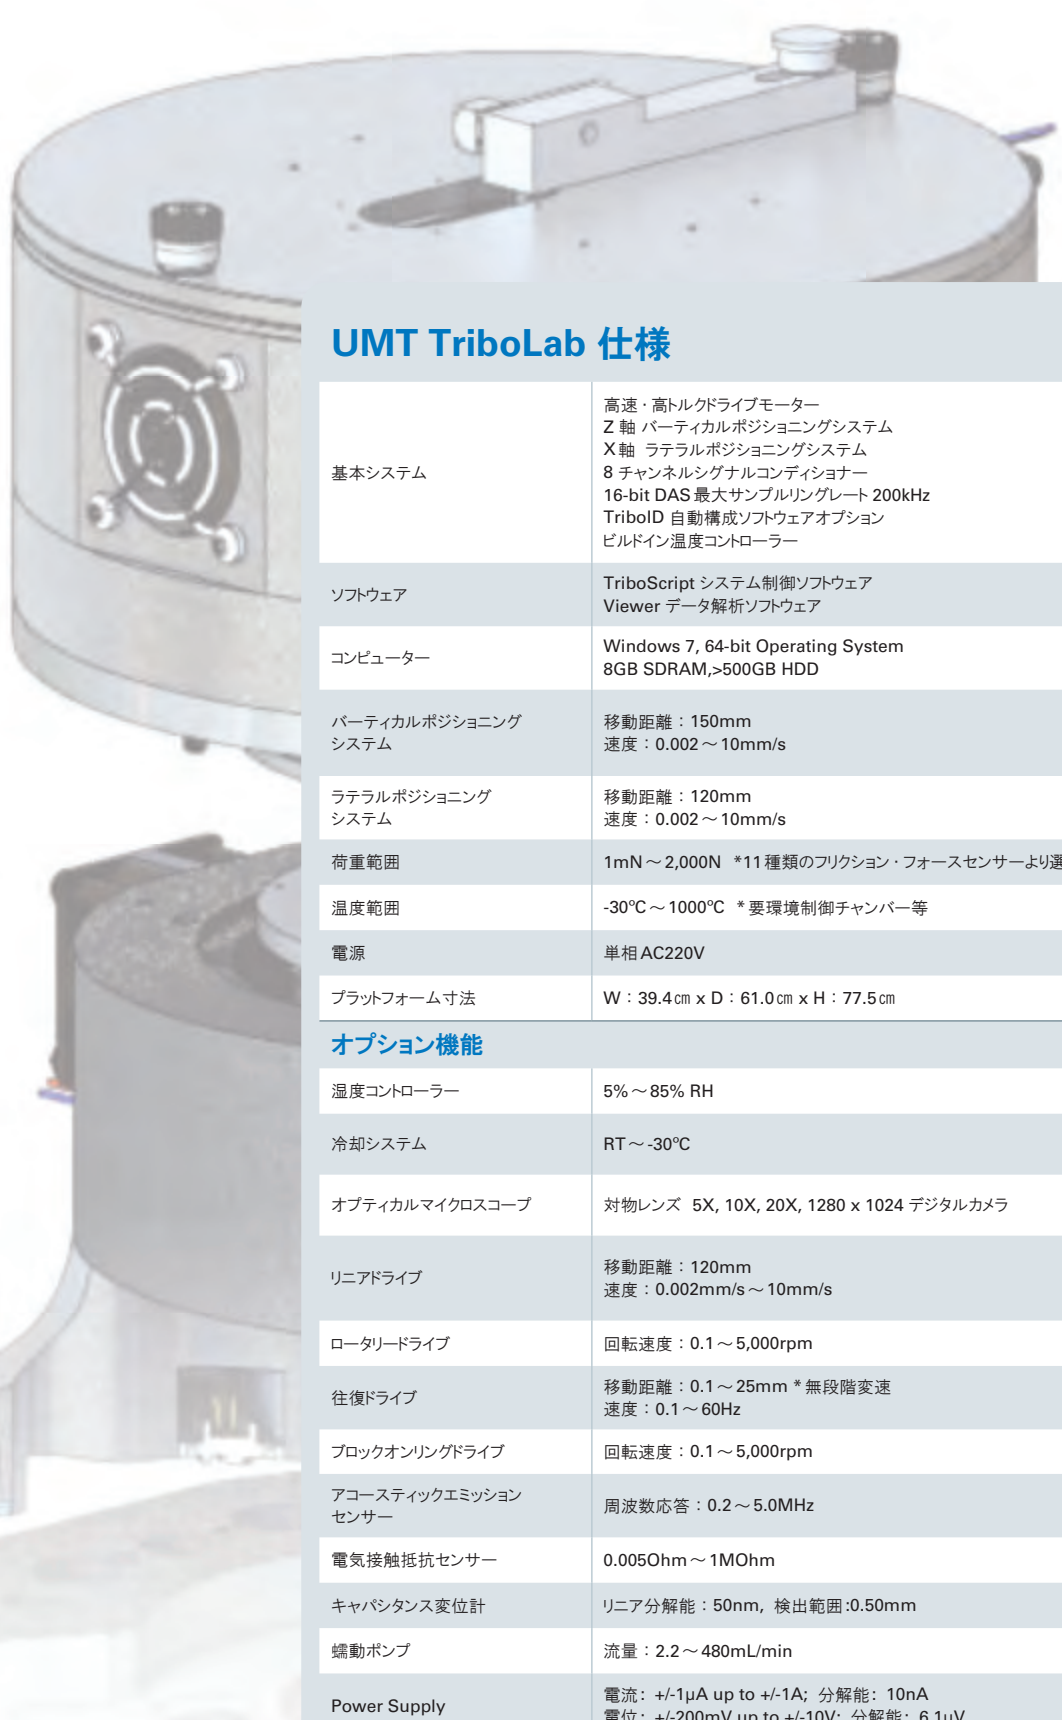 UMT TriboLab 仕様
基本システム
高速・高トルクドライブモーター
Z 軸 バーティカルポジショニングシステム
X 軸 ラテラルポジショニングシステム
8 チャンネルシグナルコンディショナー
16-bit DAS 最大サンプルリングレート 200kHz
TriboID 自動構成ソフトウェアオプション
ビルドイン温度コントローラー
ソフトウェア
TriboScript システム制御ソフトウェア
Viewer データ解析ソフトウェア
コンピューター
Windows 7, 64-bit Operating System
8GB SDRAM,>500GB HDD
バーティカルポジショニング
システム
移動距離：150mm
速度：0.002～10mm/s
ラテラルポジショニング
システム
移動距離：120mm
速度：0.002～10mm/s
荷重範囲
1mN～2,000N *11 種類のフリクション・フォースセンサーより選
温度範囲
-30℃～1000℃ * 要環境制御チャンバー等
電源
単相 AC220V
プラットフォーム寸法
W：39.4㎝ x D：61.0㎝ x H：77.5㎝
オプション機能
湿度コントローラー
5%～85% RH
冷却システム
RT～-30℃
オプティカルマイクロスコープ
対物レンズ 5X, 10X, 20X, 1280 x 1024 デジタルカメラ
リニアドライブ
移動距離：120mm
速度：0.002mm/s～10mm/s
ロータリードライブ
回転速度：0.1～5,000rpm
往復ドライブ
移動距離：0.1～25mm * 無段階変速
速度：0.1～60Hz
ブロックオンリングドライブ
回転速度：0.1～5,000rpm
アコースティックエミッション
センサー
周波数応答：0.2～5.0MHz
電気接触抵抗センサー
0.005Ohm～1MOhm
キャパシタンス変位計
リニア分解能：50nm, 検出範囲:0.50mm
蠕動ポンプ
流量：2.2～480mL/min
Power Supply
電流: +/-1μA up to +/-1A; 分解能: 10nA
電位: +/-200mV up to +/-10V; 分解能: 6.1μV